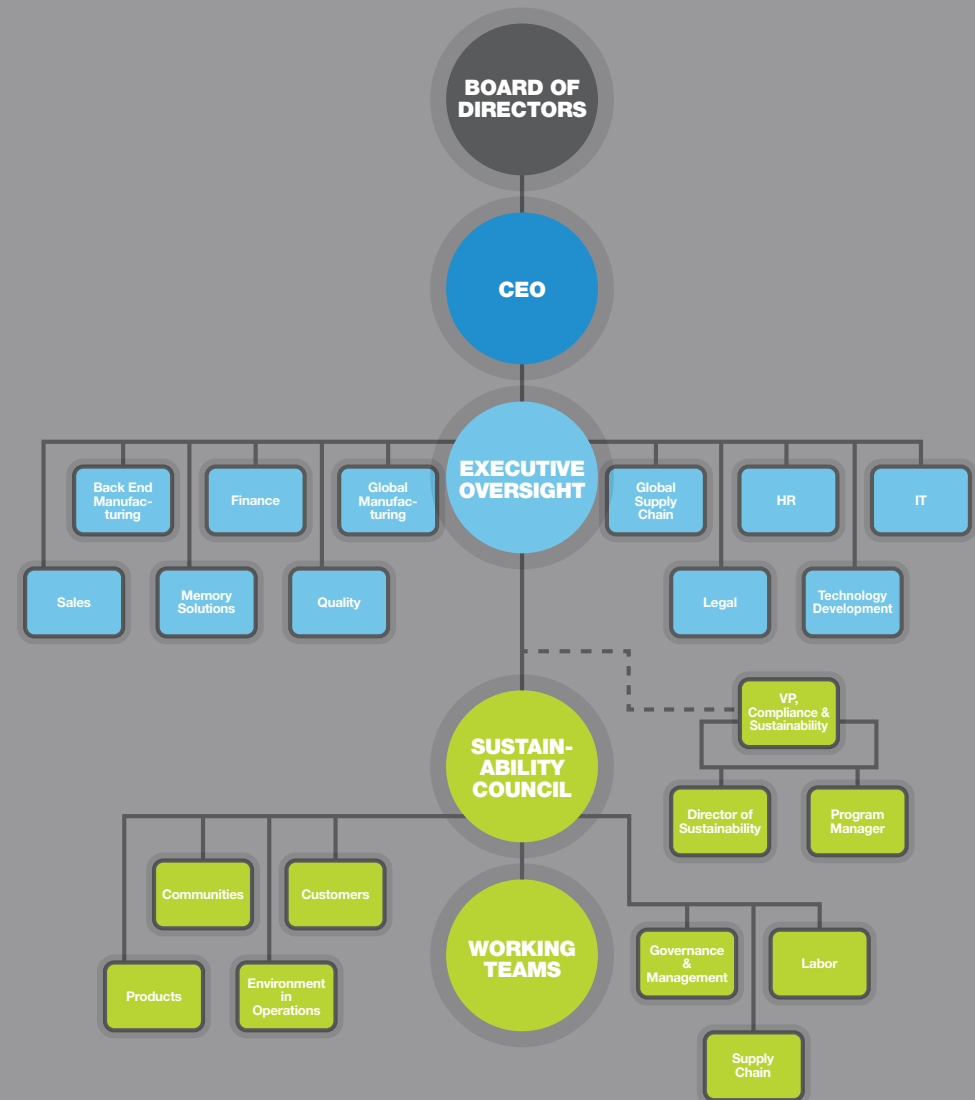 BOARD OF
DIRECTORS
CEO
EXECUTIVE
OVERSIGHT
Back End
Manufac-
turing
Finance
Global
Manufac-
turing
Global
Supply
Chain
HR
IT
Sales
Memory
Solutions
Quality
Legal
Technology
Development
VP,
Compliance &
Sustainability
SUSTAIN-
ABILITY
COUNCIL
Director of
Sustainability
Program
Manager
Communities
Customers
WORKING
TEAMS
Governance
&
Management
Labor
Products
Environment
in
Operations
Supply
Chain